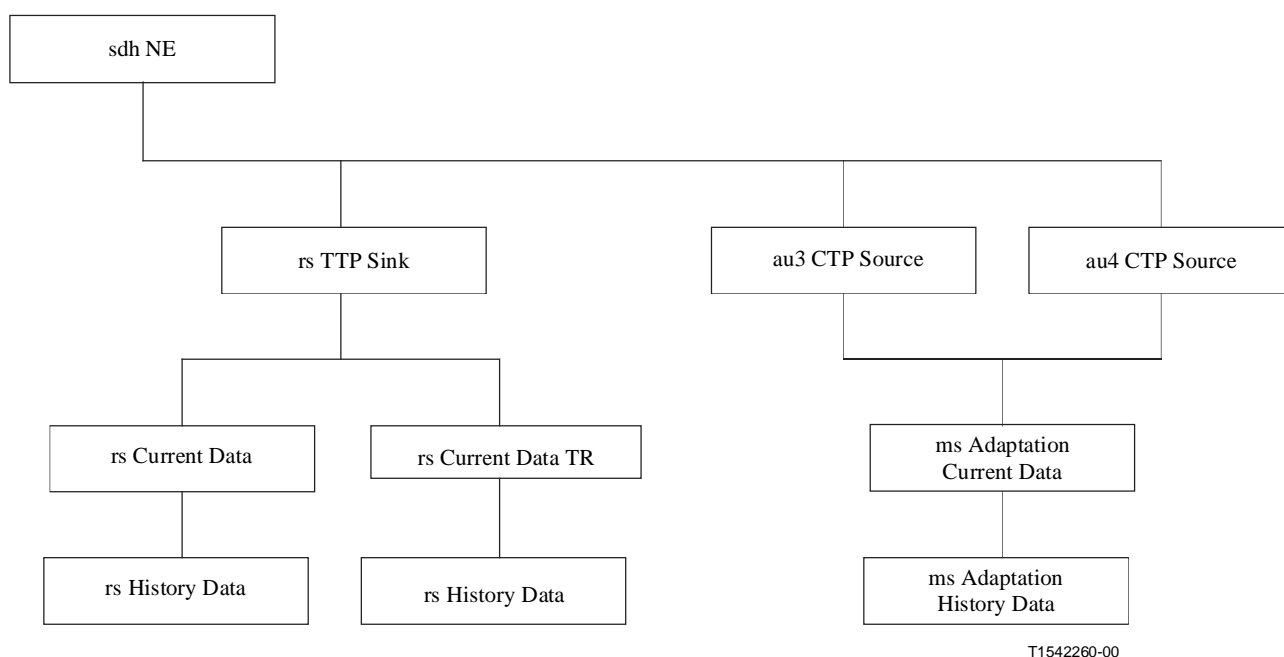 sdh NE
rs TTP Sink
au3 CTP Source
au4 CTP Source
rs Current Data
rs Current Data TR
ms Adaptation
Current Data
rs History Data
rs History Data
ms Adaptation
History Data
T1542260-00